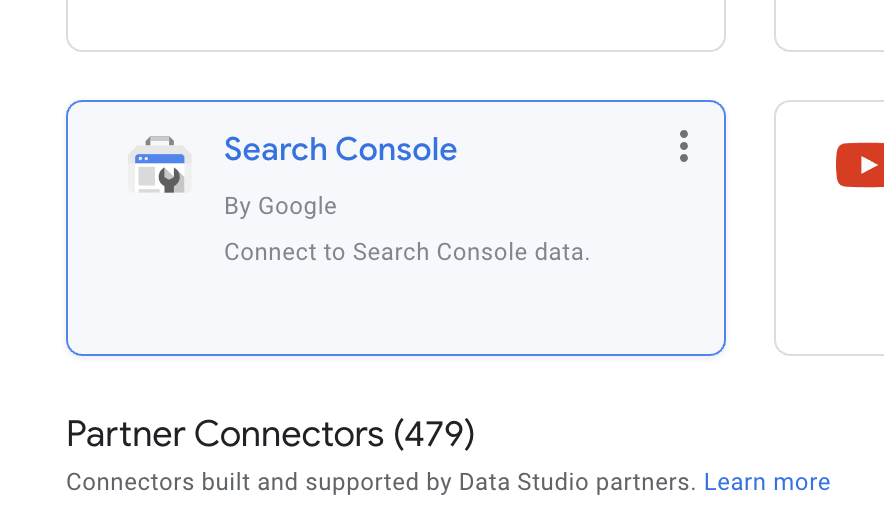 Search Console
By Google
Connect to Search Console data.
Partner Connectors (479)
Connectors built and supported by Data Studio partners. Learn more